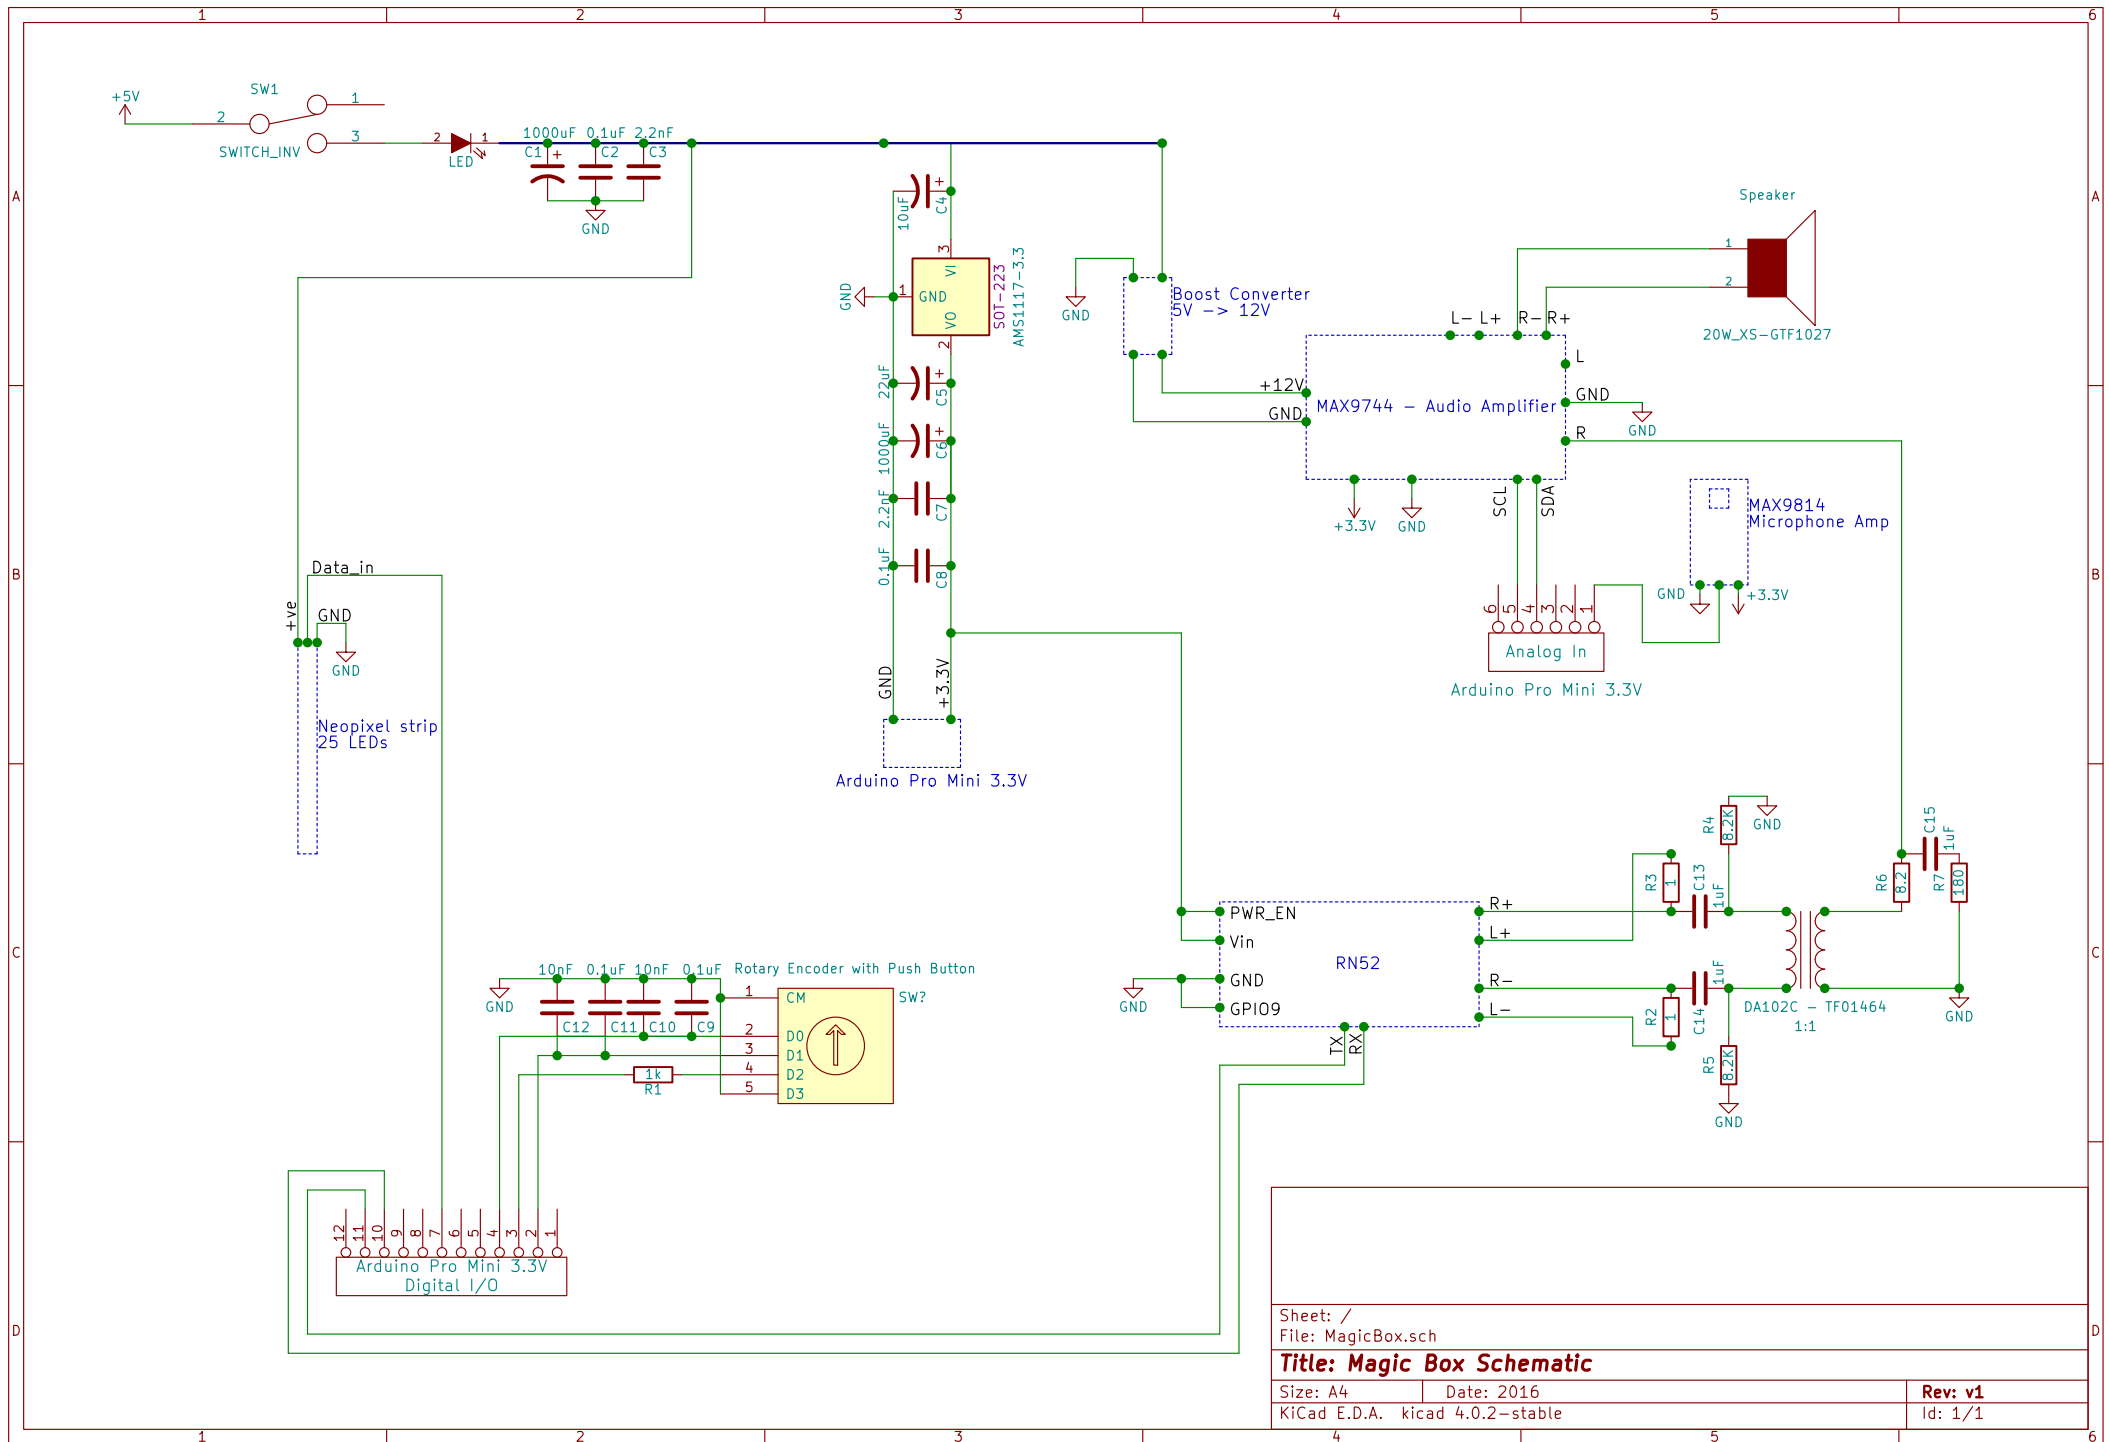 1 2 3 4 5 6
+5V
SW1
2
1
3
SWITCH_INV
2 1
LED
1000uF 0.1uF 2.2nF
C1 + C2 C3
GND
A
A
10uF
+
C4
3
VI
GND
1
GND
VO
2
SOT-223
AMS1117-3.3
22uF
+
C5
1000uF
+
C6
2.2nF
C7
0.1uF
C8
GND
+3.3V
Arduino Pro Mini 3.3V
GND
Boost Converter
5V -> 12V
Speaker
1
2
20W_XS-GTF1027
L- L+ R- R+
L
+12V
GND
MAX9744 - Audio Amplifier
GND
GND
R
+3.3V
GND
SCL
SDA
MAX9814
Microphone Amp
GND
+3.3V
6 5 4 3 2 1
Analog In
Arduino Pro Mini 3.3V
B
B
Data_in
+ve
GND
GND
Neopixel strip
25 LEDs
C
C
PWR_EN
Vin
GND
GND
GPIO9
RN52
TX
RX
R+
L+
R-
L-
R3
1
C13
1uF
R4
8.2K
GND
R2
1
C14
1uF
R5
8.2K
GND
DA102C - TF01464
1:1
R6
8.2
C15
1uF
R7
180
GND
10nF 0.1uF 10nF 0.1uF
Rotary Encoder with Push Button
GND
C12 C11 C10 C9
SW?
1 CM
2 D0
3 D1
4 D2
5 D3
1k
R1
12 11 10 9 8 7 6 5 4 3 2 1
Arduino Pro Mini 3.3V
Digital I/O
D
D
Sheet: /
File: MagicBox.sch
Title: Magic Box Schematic
Size: A4 Date: 2016 Rev: v1
KiCad E.D.A. kicad 4.0.2-stable Id: 1/1
1 2 3 4 5 6